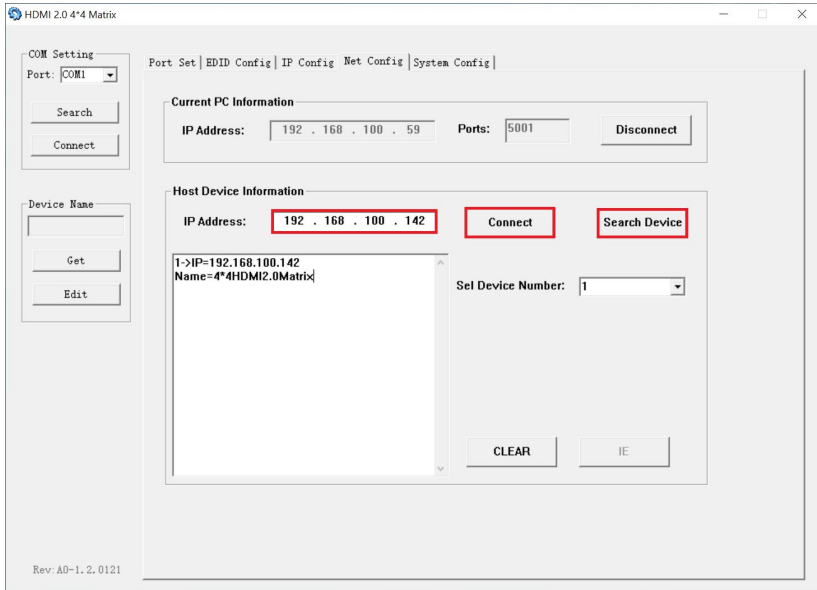 HDMI 2.0 4*4 Matrix
COM Setting
Port: COM1
Search
Connect
Device Name
Get
Edit
Rev:A0-1.2.0121
Port Set EDID Config IP Config Net Config System Config
Current PC Information
IP Address: 192 . 168 . 100 . 59 Ports: 5001 Disconnect
Host Device Information
IP Address: 192 . 168 . 100 . 142 Connect Search Device
1->IP=192.168.100.142
Name=4*4HDMI2.0Matrix
Sel Device Number: 1
CLEAR IE